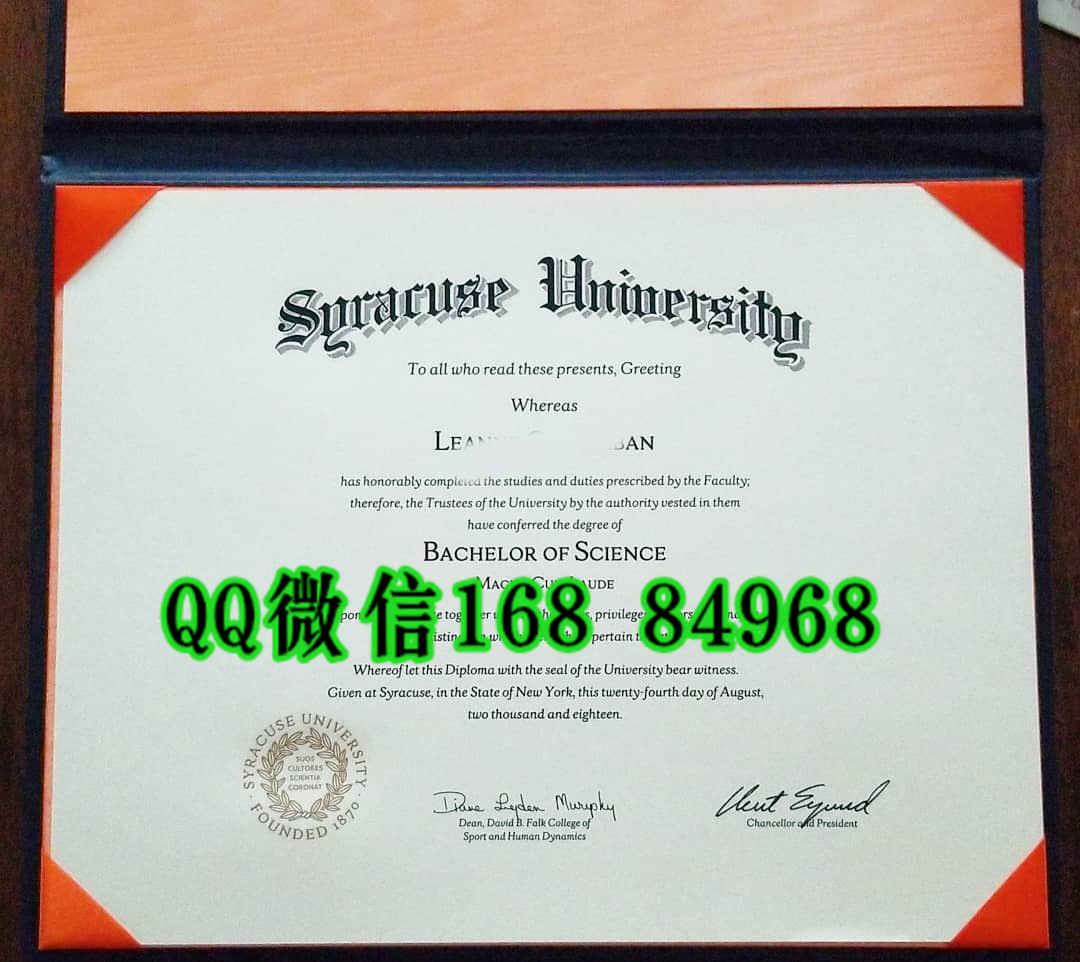 Syracuse University
To all who read these presents, Greeting
Whereas
has honorably completed the studies and duties prescribed by the Faculty;
therefore, the Trustees of the University by the authority vested in them
have conferred the degree of
BACHELOR OF SCIENCE
QQ微信168 84968
Whereof let this Diploma with the seal of the University bear witness.
Given at Syracuse, in the State of New York, this twenty-fourth day of August,
two thousand and eighteen.
SYRACUSE UNIVERSITY
SUOS
CULTORES
SCIENTIA
CORONAT
FOUNDED 1870
Diane Lyden Murphy
Dean, David B. Falk College of
Sport and Human Dynamics
Chancellor and President